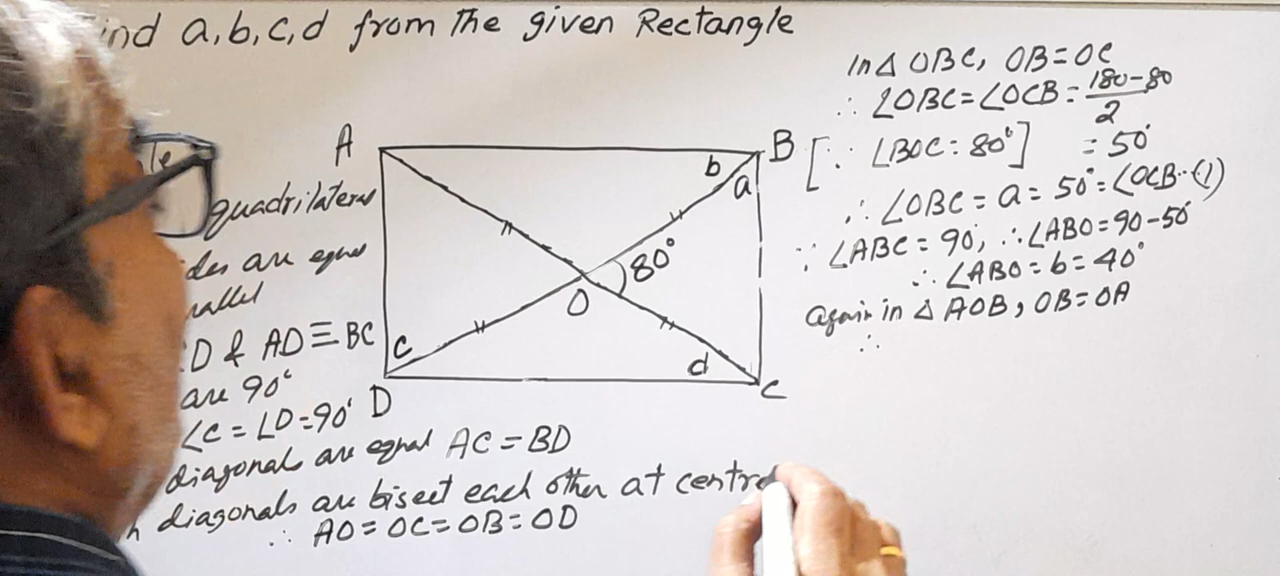 ind a,b,c,d from The given Rectangle
le
quadrilateral
des are equal
rallel
D & AD≡BC
are 90°
∠C = ∠D=90°
diagonal are equal AC = BD
h diagonals are bisect each other at centre
∴ AO = OC = OB = OD
A
B
b
a
80°
O
c
d
D
C
In Δ OBC, OB=OC
∴ ∠OBC=∠OCB=180-80
2
[∵ ∠BOC=80°] =50°
∴ ∠OBC = a = 50°=∠OCB--(1)
∵ ∠ABC = 90°, ∴∠ABO=90-50°
∴ ∠ABO=b=40°
again in Δ AOB, OB=OA
∴